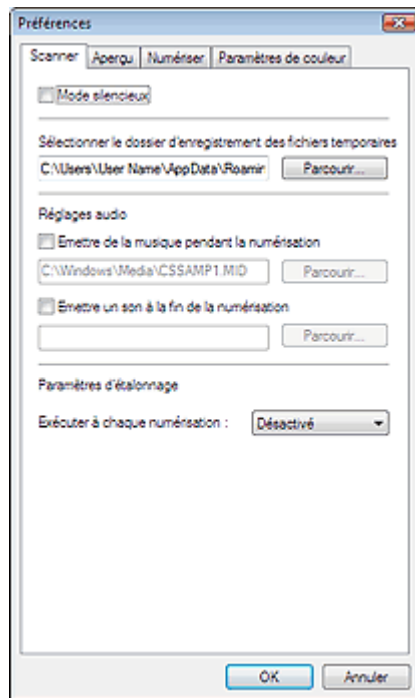 Préférences
Scanner Aperçu Numériser Paramètres de couleur
Mode silencieux
Sélectionner le dossier d'enregistrement des fichiers temporaires
C:\Users\User Name\AppData\Roamir Parcourir...
Réglages audio
Emettre de la musique pendant la numérisation
C:\Windows\Media\CSSAMP1.MID Parcourir...
Emettre un son à la fin de la numérisation
Parcourir...
Paramètres d'étalonnage
Exécuter à chaque numérisation : Désactivé
OK Annuler